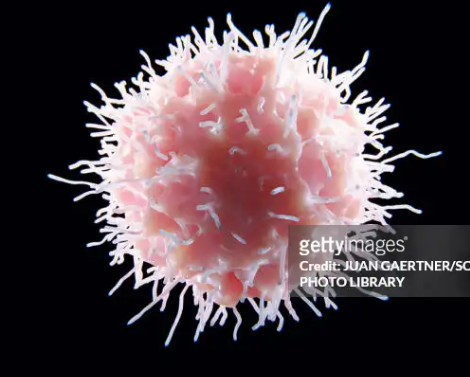 gettyimages®
Credit: JUAN GAERTNER/SC
PHOTO LIBRARY